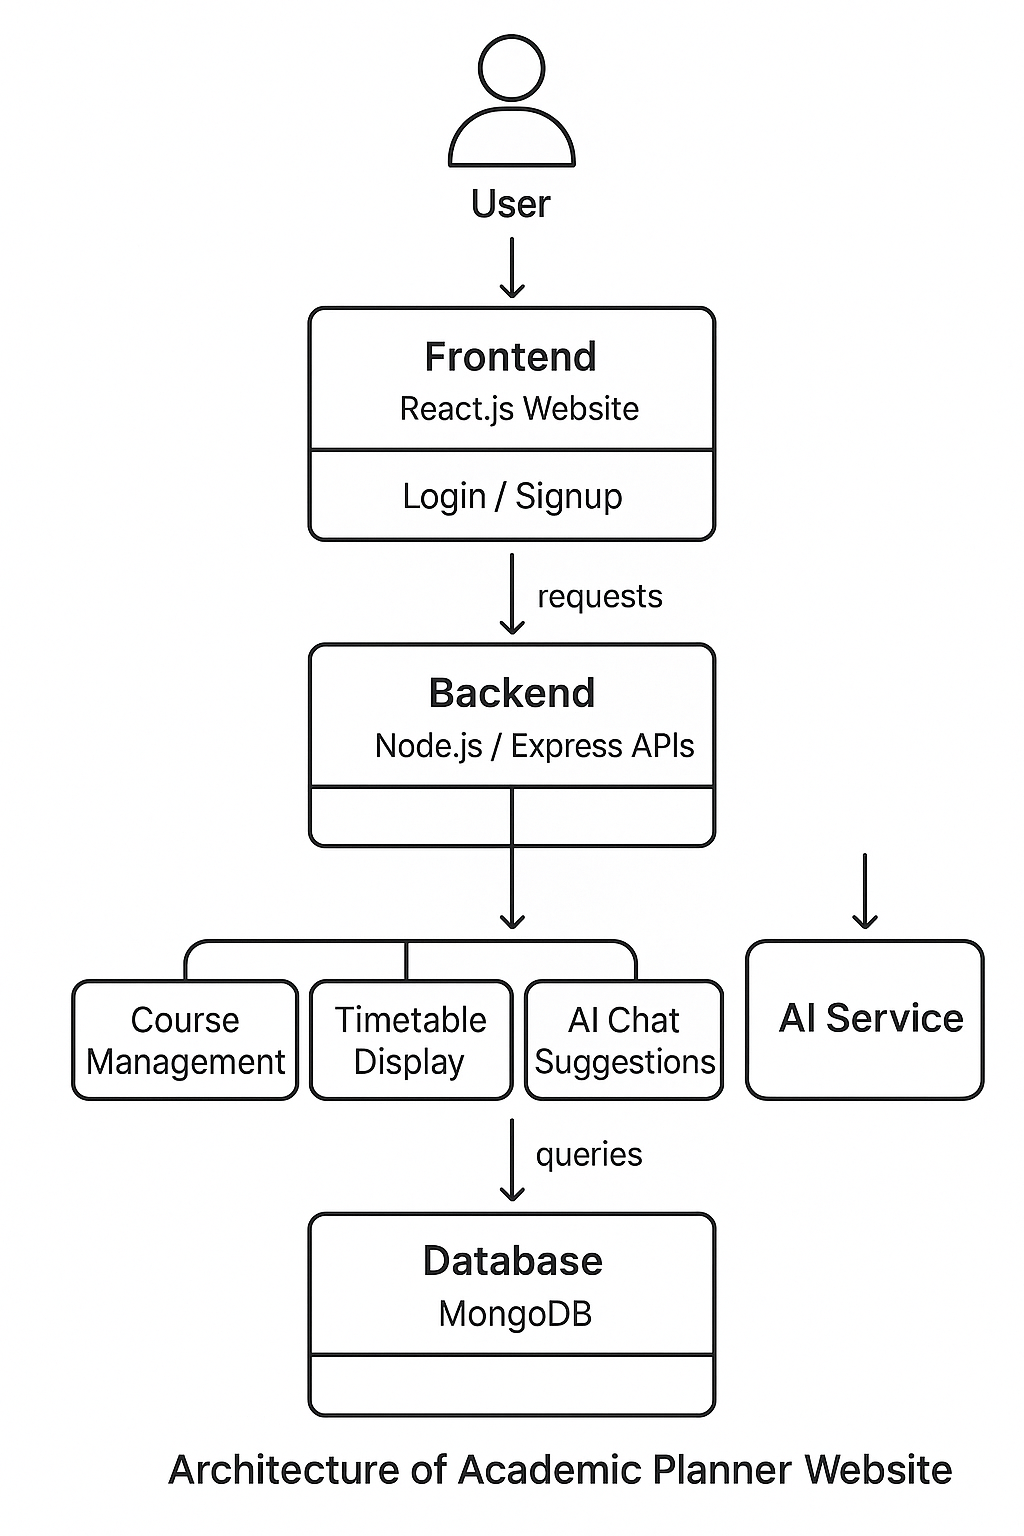 User
Frontend
React.js Website
Login / Signup
requests
Backend
Node.js / Express APIs
Course
Management
Timetable
Display
AI Chat
Suggestions
AI Service
queries
Database
MongoDB
Architecture of Academic Planner Website